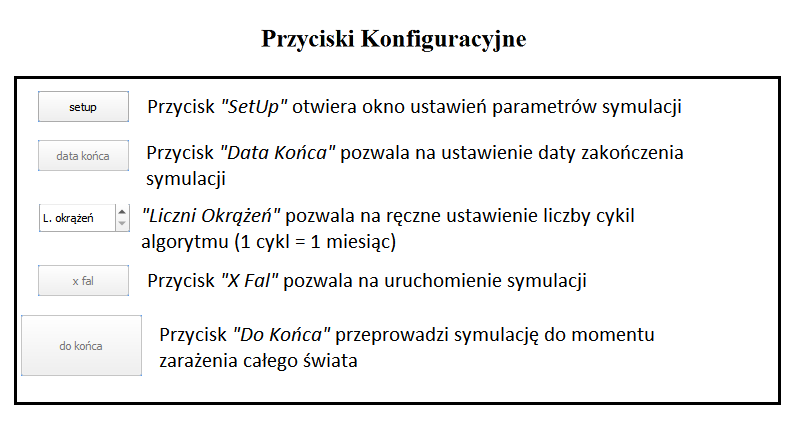 Przyciski Konfiguracyjne
setup
Przycisk "SetUp" otwiera okno ustawień parametrów symulacji
data końca
Przycisk "Data Końca" pozwala na ustawienie daty zakończenia
symulacji
L. okrążeń
"Liczni Okrążeń" pozwala na ręczne ustawienie liczby cykil
algorytmu (1 cykl = 1 miesiąc)
x fal
Przycisk "X Fal" pozwala na uruchomienie symulacji
do końca
Przycisk "Do Końca" przeprowadzi symulację do momentu
zarażenia całego świata